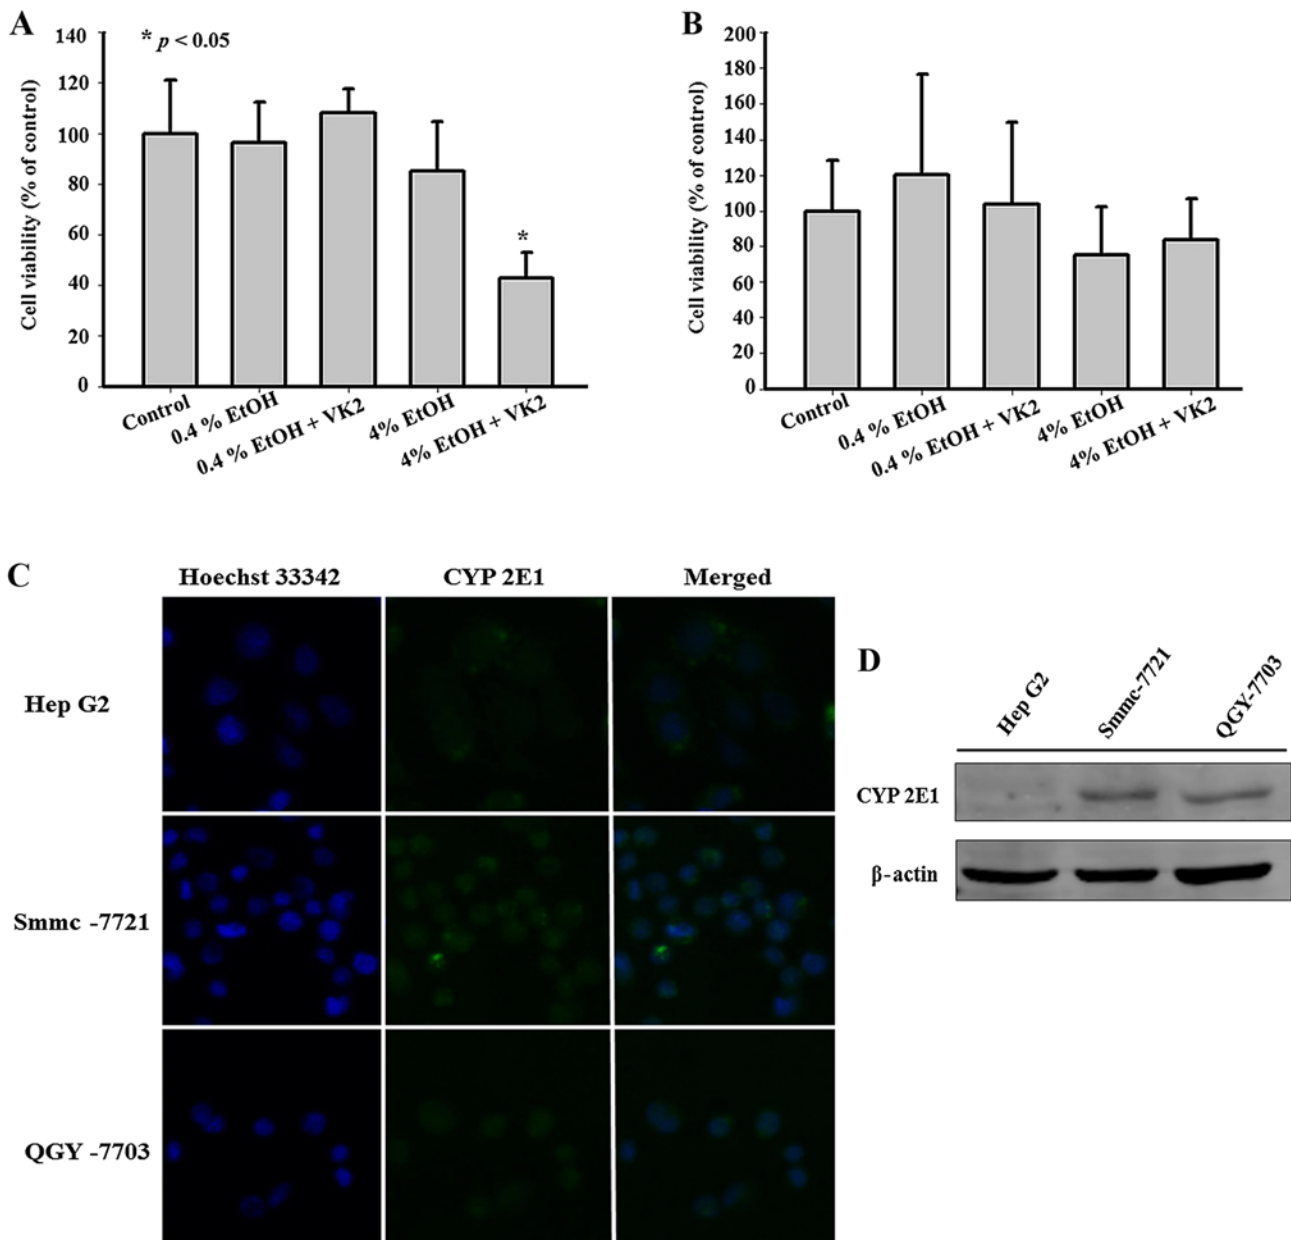 A
* p < 0.05
Cell viability (% of control)
140
120
100
80
60
40
20
0
*
Control
0.4 % EtOH
0.4 % EtOH + VK2
4% EtOH
4% EtOH + VK2
B
Cell viability (% of control)
200
180
160
140
120
100
80
60
40
20
0
Control
0.4 % EtOH
0.4 % EtOH + VK2
4% EtOH
4% EtOH + VK2
C
Hoechst 33342
CYP 2E1
Merged
Hep G2
Smmc -7721
QGY -7703
D
Hep G2
Smmc-7721
QGY-7703
CYP 2E1
β-actin